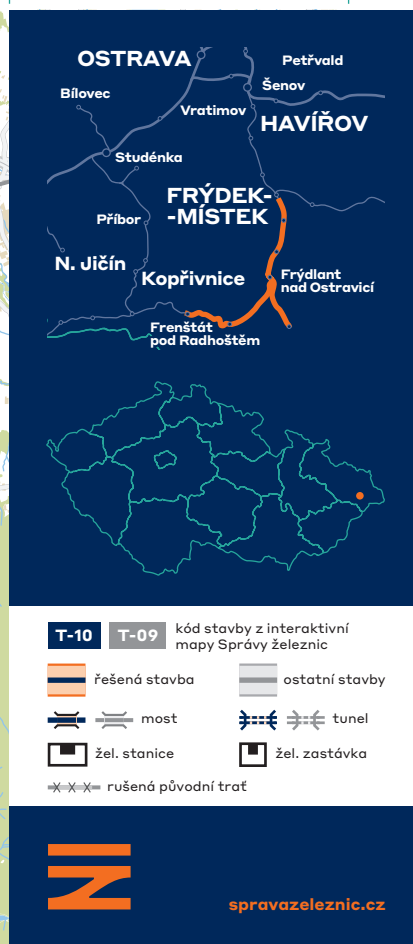 OSTRAVA
Petřvald
Bílovec
Šenov
Vratimov
HAVÍŘOV
Studénka
FRÝDEK-
-MÍSTEK
Příbor
N. Jičín
Kopřivnice
Frýdlant
nad Ostravicí
Frenštát
pod Radhoštěm
T-10 T-09 kód stavby z interaktivní
mapy Správy železnic
řešená stavba
ostatní stavby
most
tunel
žel. stanice
žel. zastávka
rušená původní trať
spravazeleznic.cz